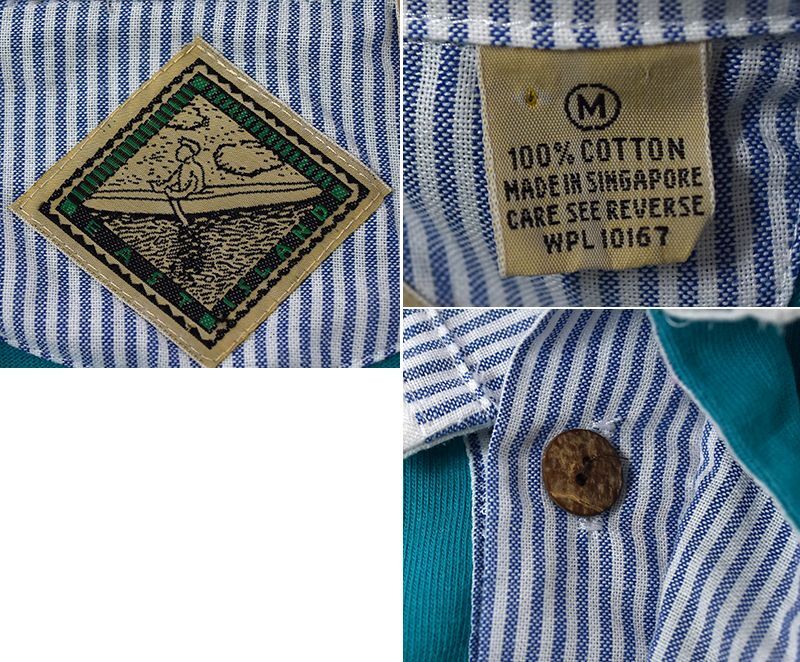 EAST ISLAND
M
100% COTTON
MADE IN SINGAPORE
CARE SEE REVERSE
WPL 10167